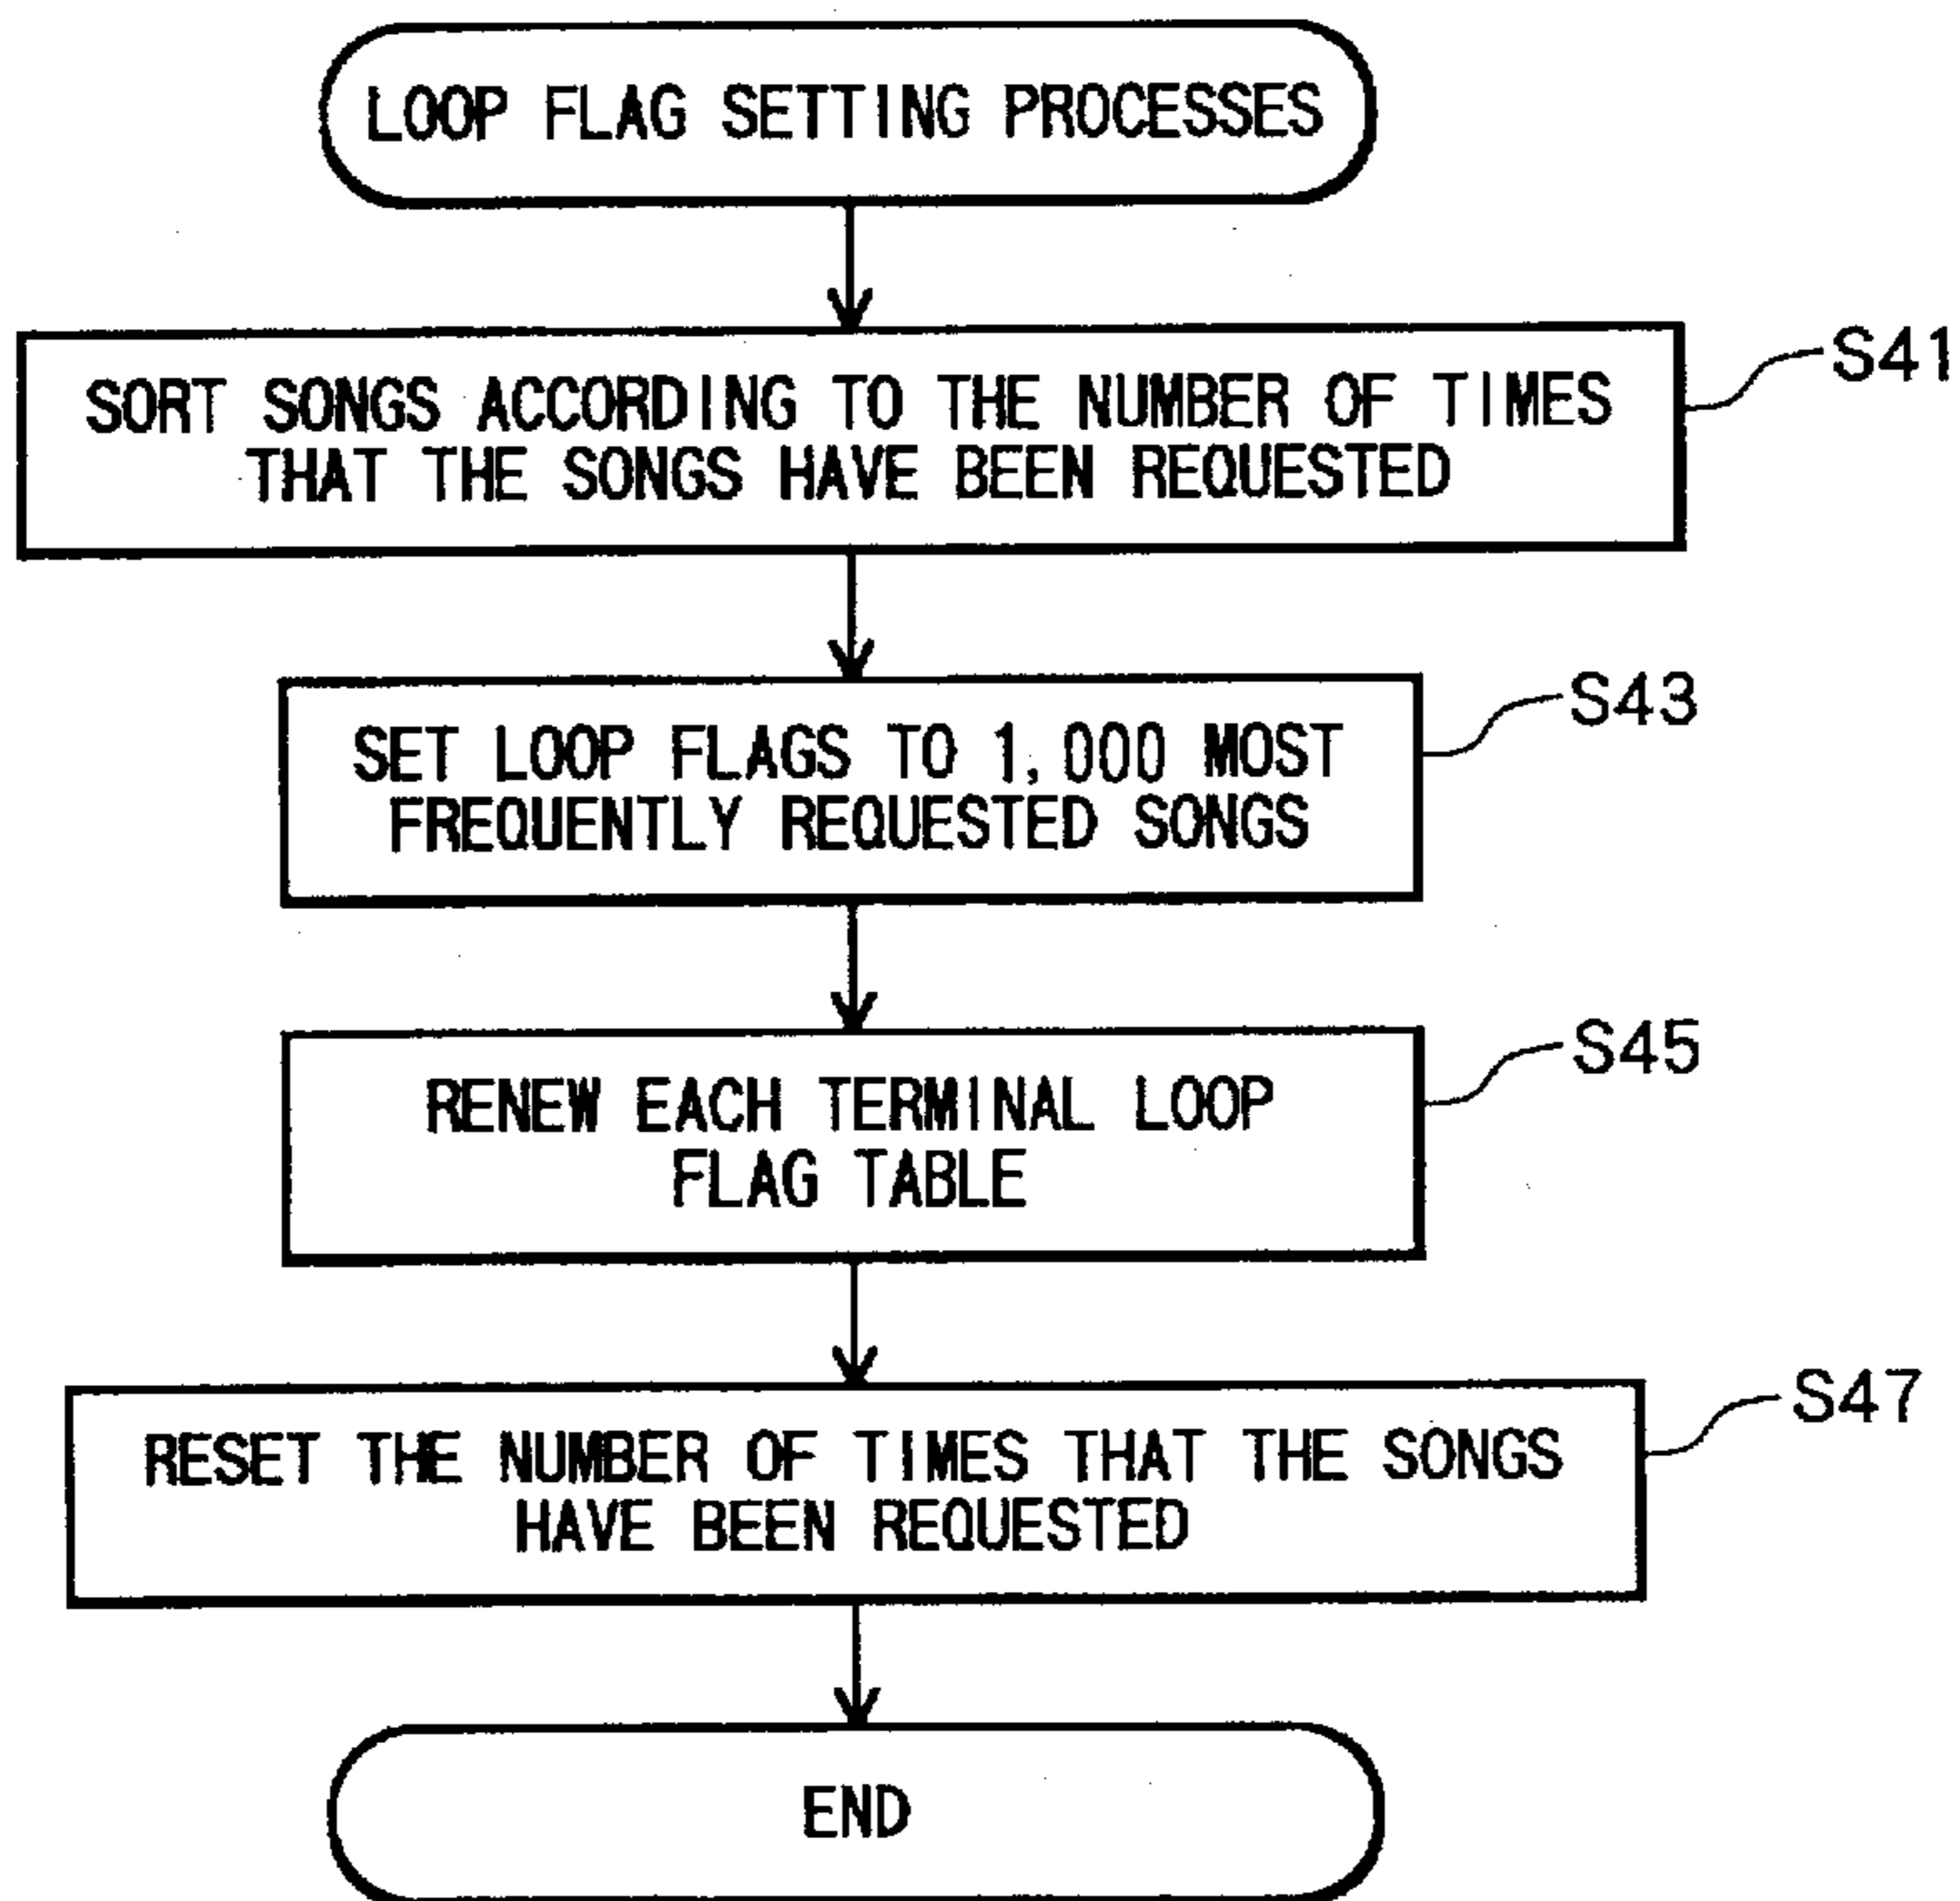 LOOP FLAG SETTING PROCESSES
S41
SORT SONGS ACCORDING TO THE NUMBER OF TIMES
THAT THE SONGS HAVE BEEN REQUESTED
S43
SET LOOP FLAGS TO 1,000 MOST
FREQUENTLY REQUESTED SONGS
S45
RENEW EACH TERMINAL LOOP
FLAG TABLE
S47
RESET THE NUMBER OF TIMES THAT THE SONGS
HAVE BEEN REQUESTED
END